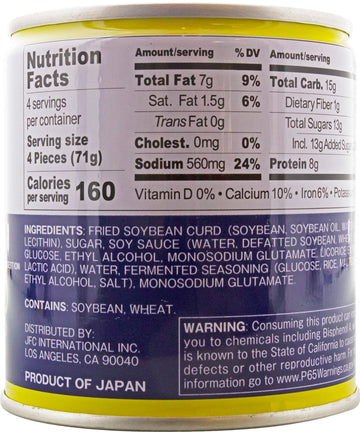 Nutrition
Facts
4 servings
per container
Serving size
4 Pieces (71g)
Calories
per serving 160
Amount/serving % DV
Total Fat 7g 9%
Sat. Fat 1.5g 6%
Trans Fat 0g
Cholest. 0mg 0%
Sodium 560mg 24%
Amount/serving
Total Carb. 15g
Dietary Fiber 1g
Total Sugars 13g
Incl. 13g Added Sugar
Protein 8g
Vitamin D 0% • Calcium 10% • Iron 6% •
INGREDIENTS: FRIED SOYBEAN CURD (SOYBEAN, SOYBEAN OIL,
LECITHIN), SUGAR, SOY SAUCE (WATER, DEFATTED SOYBEAN,
GLUCOSE, ETHYL ALCOHOL, MONOSODIUM GLUTAMATE, LICORICE
LACTIC ACID), WATER, FERMENTED SEASONING (GLUCOSE, RICE,
ETHYL ALCOHOL, SALT), MONOSODIUM GLUTAMATE.
CONTAINS: SOYBEAN, WHEAT.
DISTRIBUTED BY:
JFC INTERNATIONAL INC.
LOS ANGELES, CA 90040
PRODUCT OF JAPAN
WARNING: Consuming this product can
you to chemicals including Bisphenol
is known to the State of California to
defects or other reproductive harm. F
information go to www.P65Warnings.ca